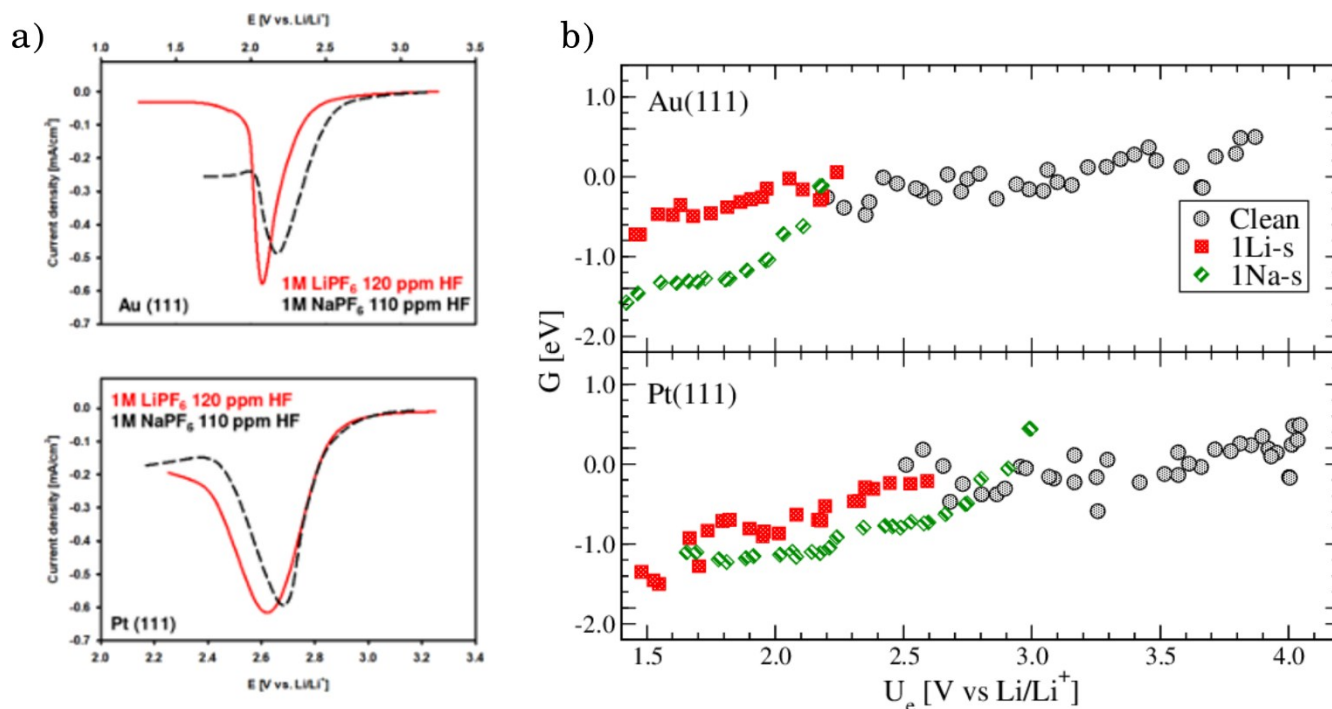 a)
E [V vs. Li/Li⁺]
1.0 1.5 2.0 2.5 3.0 3.5
0.0
-0.1
-0.2
-0.3
-0.4
-0.5
-0.6
-0.7
Current density [mA/cm²]
1M LiPF₆ 120 ppm HF
1M NaPF₆ 110 ppm HF
Au (111)
1M LiPF₆ 120 ppm HF
1M NaPF₆ 110 ppm HF
0.0
-0.1
-0.2
-0.3
-0.4
-0.5
-0.6
-0.7
Current density [mA/cm²]
Pt (111)
2.0 2.2 2.4 2.6 2.8 3.0 3.2 3.4
E [V vs. Li/Li⁺]
b)
Au(111)
1.0
0.0
-1.0
-2.0
Clean
1Li-s
1Na-s
G [eV]
Pt(111)
1.0
0.0
-1.0
-2.0
1.5 2.0 2.5 3.0 3.5 4.0
Uₑ [V vs Li/Li⁺]